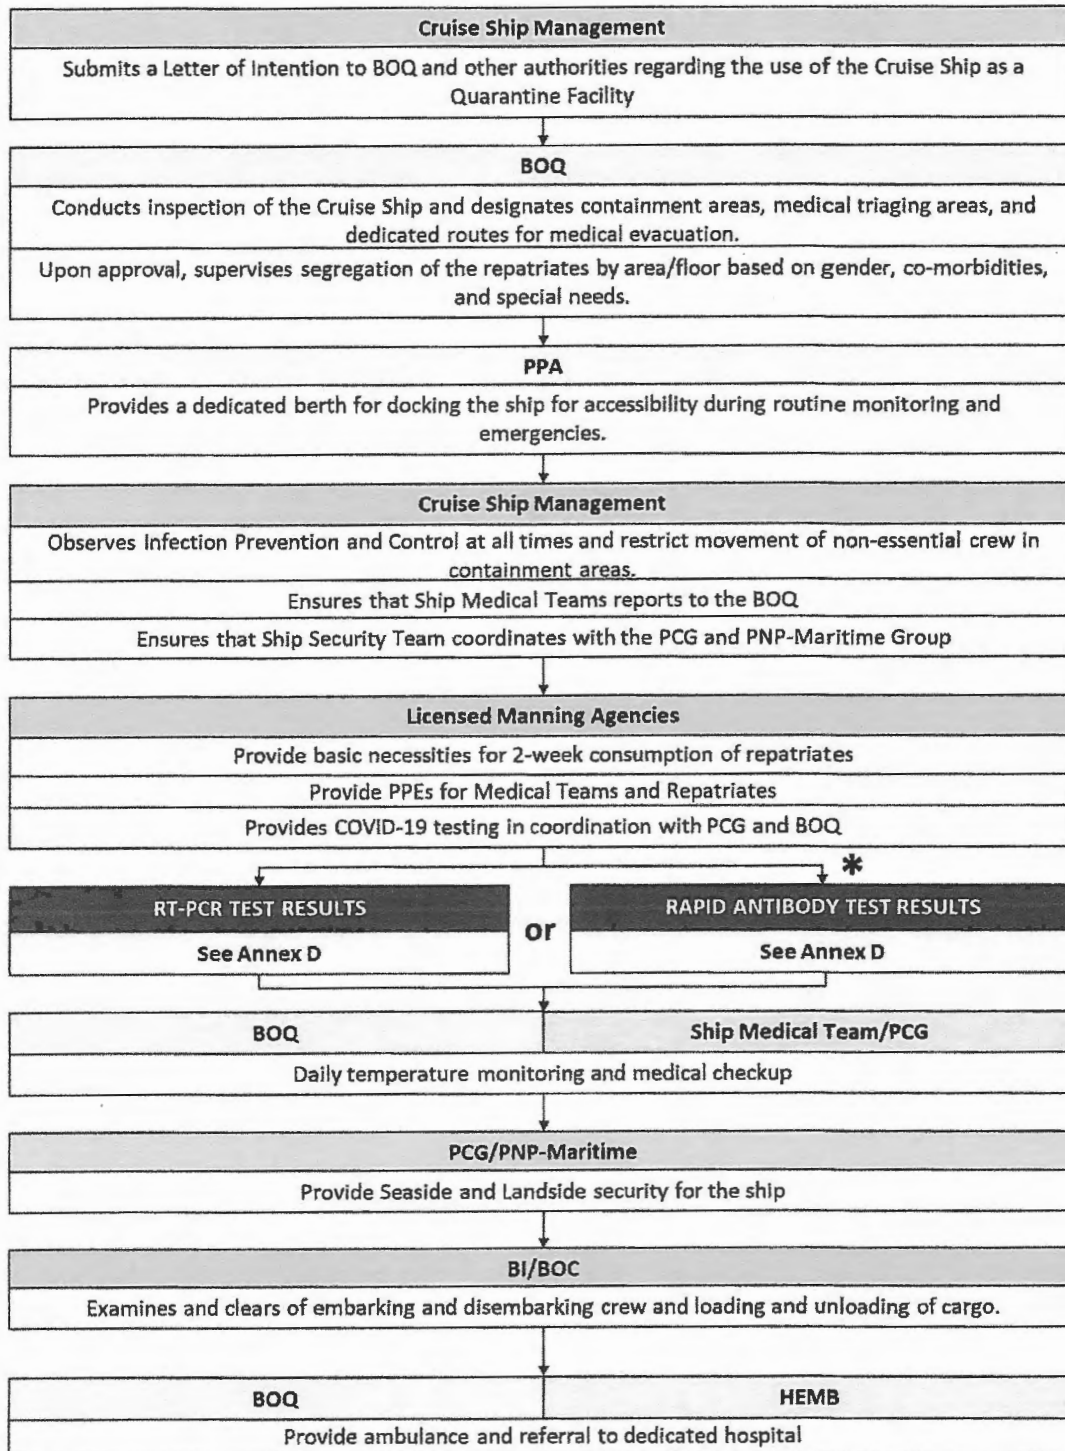 Cruise Ship Management
Submits a Letter of Intention to BOQ and other authorities regarding the use of the Cruise Ship as a
Quarantine Facility
BOQ
Conducts inspection of the Cruise Ship and designates containment areas, medical triaging areas, and
dedicated routes for medical evacuation.
Upon approval, supervises segregation of the repatriates by area/floor based on gender, co-morbidities,
and special needs.
PPA
Provides a dedicated berth for docking the ship for accessibility during routine monitoring and
emergencies.
Cruise Ship Management
Observes Infection Prevention and Control at all times and restrict movement of non-essential crew in
containment areas.
Ensures that Ship Medical Teams reports to the BOQ
Ensures that Ship Security Team coordinates with the PCG and PNP-Maritime Group
Licensed Manning Agencies
Provide basic necessities for 2-week consumption of repatriates
Provide PPEs for Medical Teams and Repatriates
Provides COVID-19 testing in coordination with PCG and BOQ
*
RT-PCR TEST RESULTS
See Annex D
or
RAPID ANTIBODY TEST RESULTS
See Annex D
BOQ
Ship Medical Team/PCG
Daily temperature monitoring and medical checkup
PCG/PNP-Maritime
Provide Seaside and Landside security for the ship
BI/BOC
Examines and clears of embarking and disembarking crew and loading and unloading of cargo.
BOQ
HEMB
Provide ambulance and referral to dedicated hospital